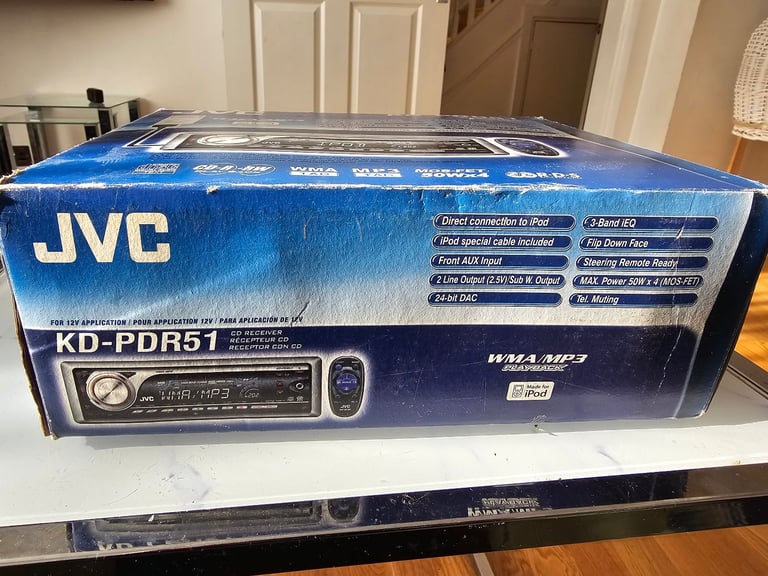 JVC
CD-R/RW
WMA
MP3
MOS-FET
50W×4
R·D·S
JVC
Direct connection to iPod
iPod special cable included
Front AUX Input
2 Line Output (2.5V)/Sub W. Output
24-bit DAC
3-Band iEQ
Flip Down Face
Steering Remote Ready
MAX. Power 50W x 4 (MOS-FET)
Tel. Muting
FOR 12V APPLICATION / POUR APPLICATION 12V / PARA APLICACIÓN DE 12V
KD-PDR51
CD RECEIVER
RÉCEPTEUR CD
RECEPTOR CON CD
JVC
WMA/MP3
JVC
WMA/MP3
PLAYBACK
Made for
iPod